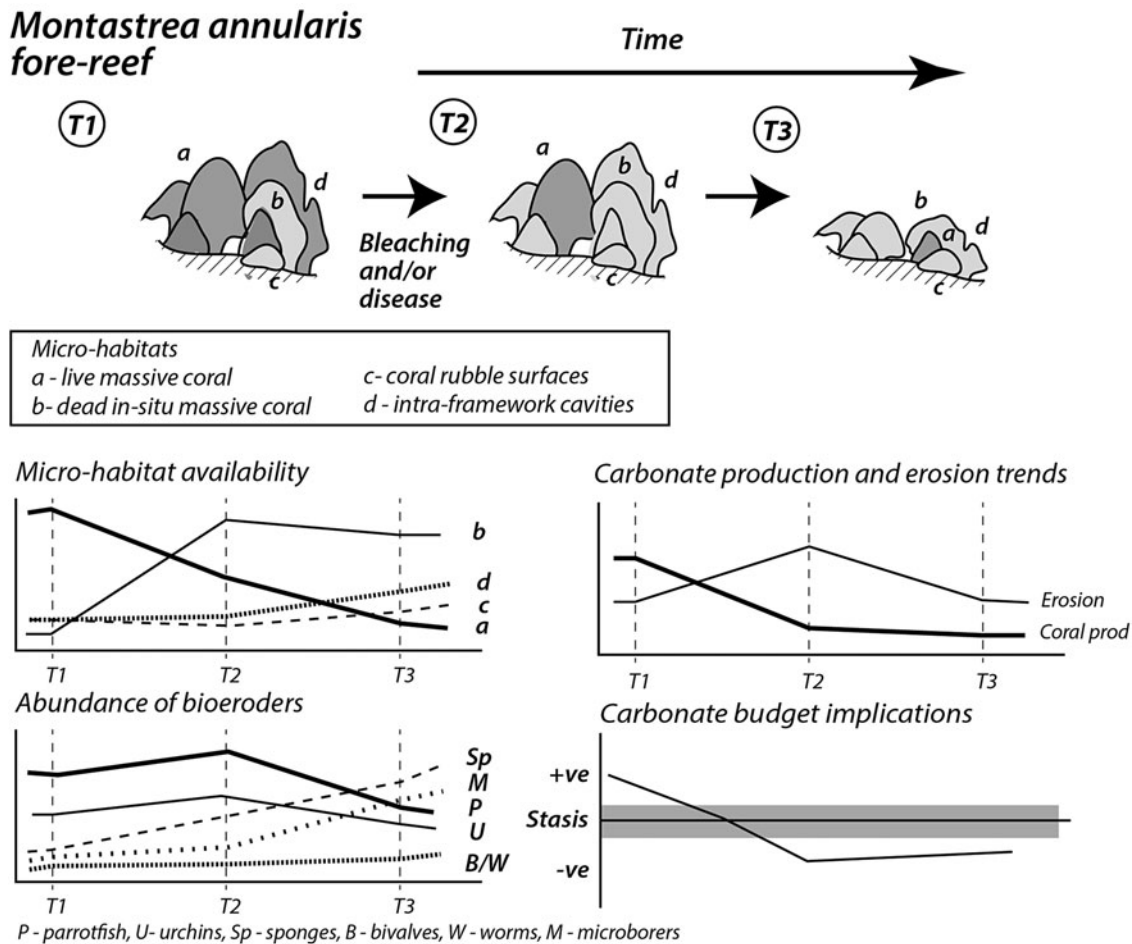 Montastrea annularis
fore-reef
Time
T1
T2
T3
a
b
d
c
Bleaching
and/or
disease
a
b
d
c
b
a
d
c
Micro-habitats
a - live massive coral
b- dead in-situ massive coral
c- coral rubble surfaces
d - intra-framework cavities
Micro-habitat availability
b
d
c
a
T1
T2
T3
Carbonate production and erosion trends
Erosion
Coral prod
T1
T2
T3
Abundance of bioeroders
Sp
M
P
U
B/W
T1
T2
T3
Carbonate budget implications
+ve
Stasis
-ve
P - parrotfish, U- urchins, Sp - sponges, B - bivalves, W - worms, M - microborers